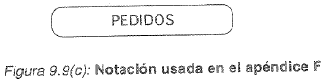 PEDIDOS
Figura 9.9(c): Notación usada en el apéndice F